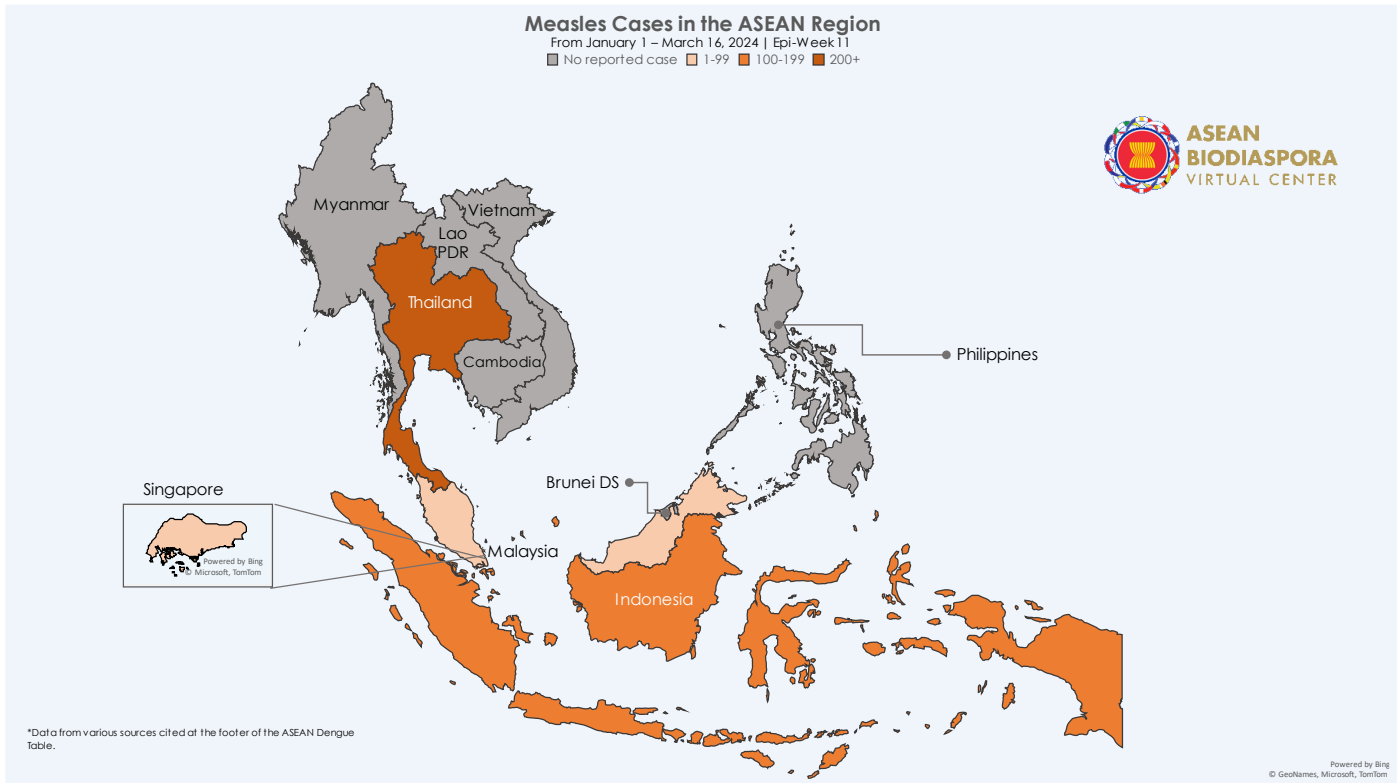 Measles Cases in the ASEAN Region
From January 1 – March 16, 2024 | Epi-Week 11
No reported case 1-99 100-199 200+
ASEAN
BIODIASPORA
VIRTUAL CENTER
Myanmar
Vietnam
Lao
PDR
Thailand
Cambodia
Philippines
Brunei DS
Singapore
Powered by Bing
© Microsoft, TomTom
Malaysia
Indonesia
*Data from various sources cited at the footer of the ASEAN Dengue
Table.
Powered by Bing
© GeoNames, Microsoft, TomTom